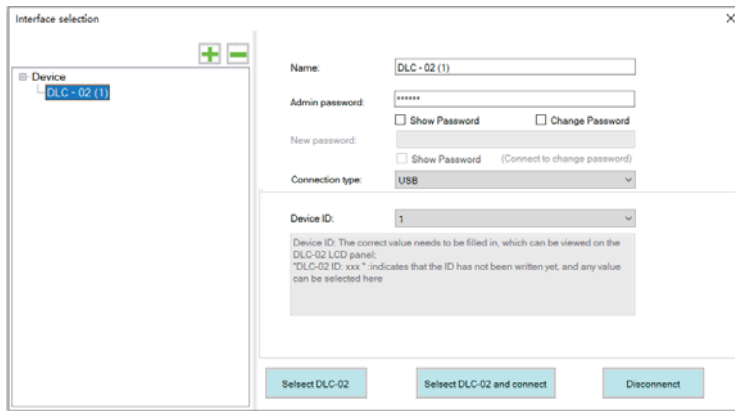 Interface selection
Device
DLC - 02 (1)
Name:
DLC - 02 (1)
Admin password:
******
Show Password
Change Password
New password:
Show Password
(Connect to change password)
Connection type:
USB
Device ID:
1
Device ID: The correct value needs to be filled in, which can be viewed on the
DLC-02 LCD panel;
"DLC-02 ID: xxx " :indicates that the ID has not been written yet, and any value
can be selected here
Selsect DLC-02
Selsect DLC-02 and connect
Disconnenct